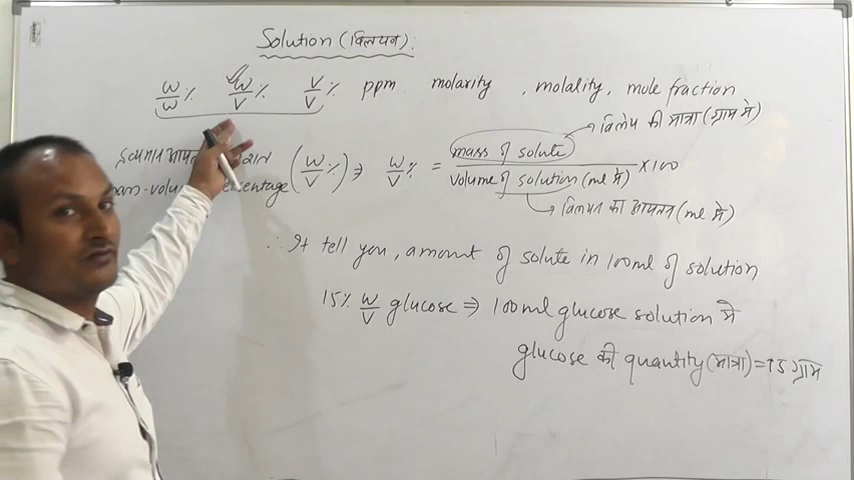 Solution (विलयन):
w/w % w/v % v/v % ppm molarity , molality, mole fraction
विलेय की मात्रा (ग्राम में)
(w/v %) ⇒ w/v % = mass of solute / volume of solution (ml में) × 100
विलयन का आयतन (ml में)
∴ It tell you, amount of solute in 100ml of solution
15% w/v glucose ⇒ 100ml glucose solution में
glucose की quantity (मात्रा) = 15 ग्राम